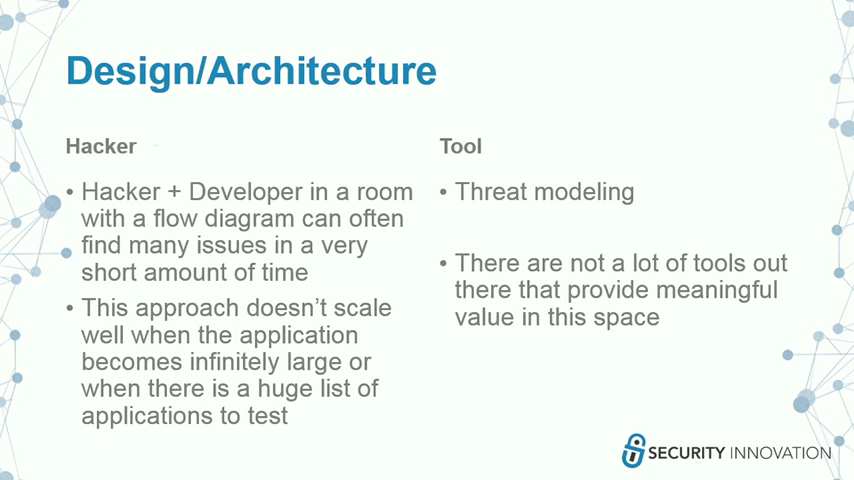 Design/Architecture
Hacker
• Hacker + Developer in a room
with a flow diagram can often
find many issues in a very
short amount of time
• This approach doesn't scale
well when the application
becomes infinitely large or
when there is a huge list of
applications to test
Tool
• Threat modeling
• There are not a lot of tools out
there that provide meaningful
value in this space
SECURITY INNOVATION